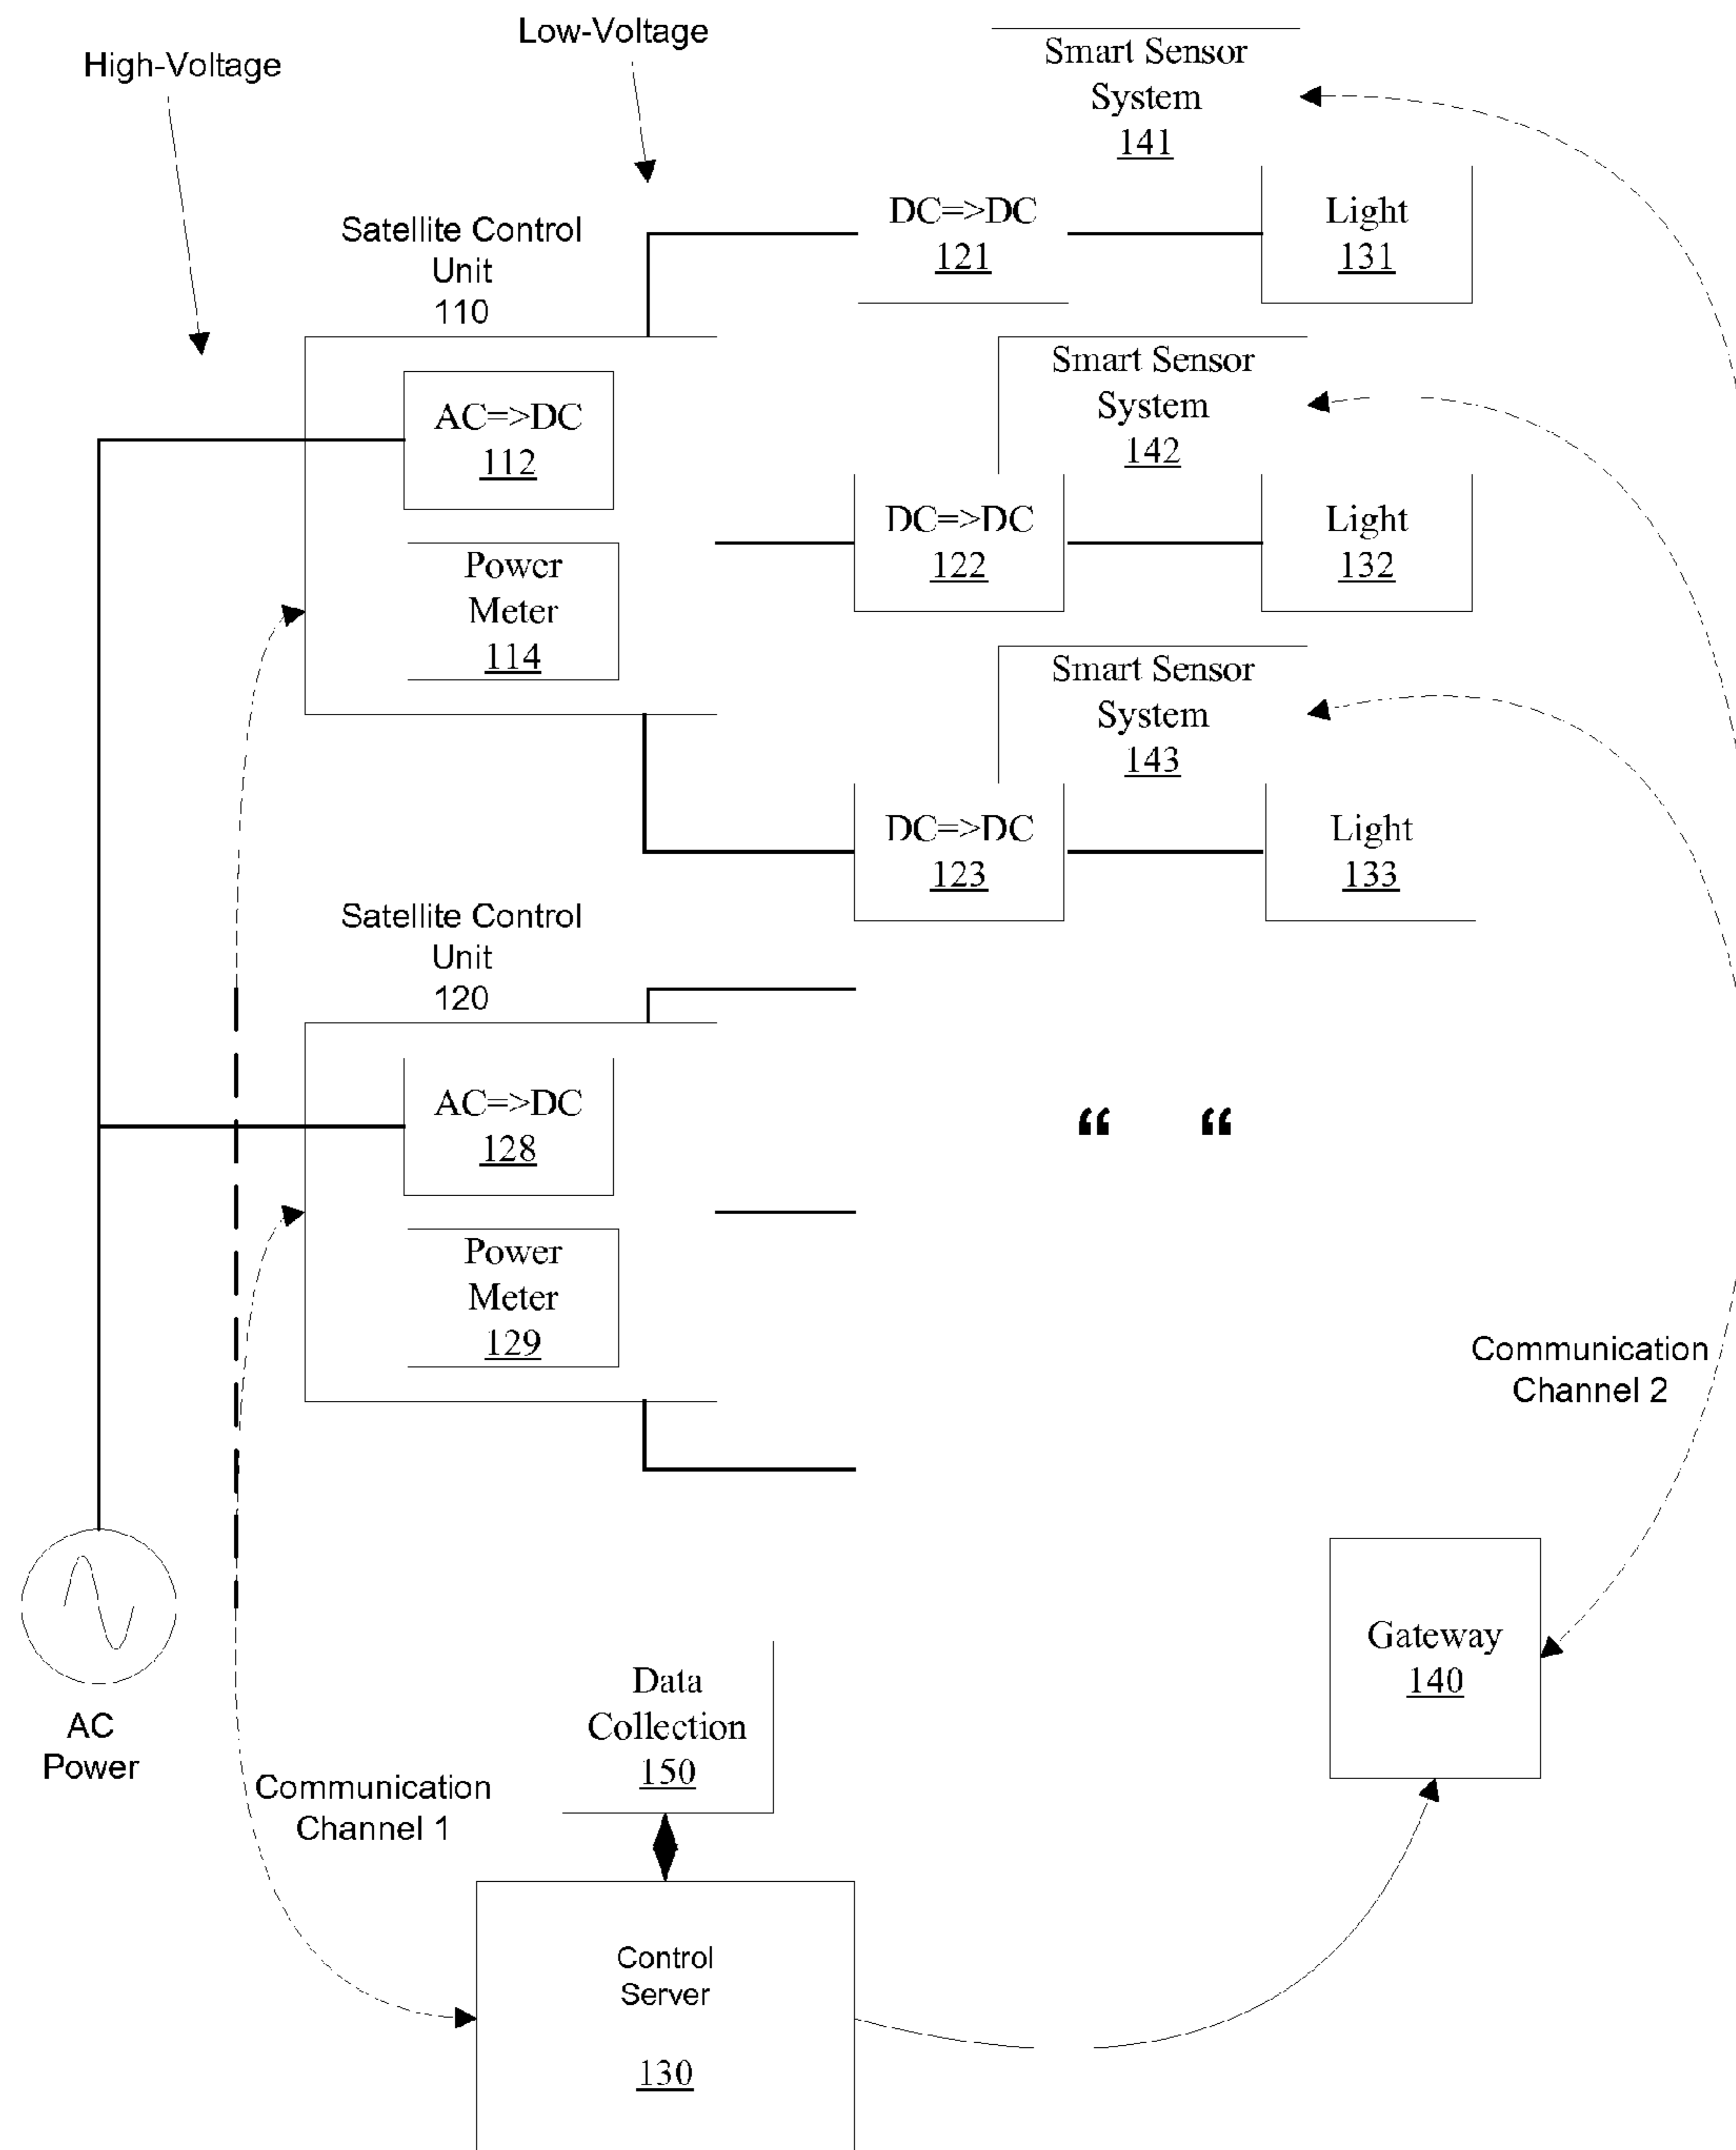 High-Voltage
Low-Voltage
Smart Sensor
System
141
DC=>DC
121
Light
131
Satellite Control
Unit
110
AC=>DC
112
Power
Meter
114
Smart Sensor
System
142
DC=>DC
122
Light
132
Smart Sensor
System
143
DC=>DC
123
Light
133
Satellite Control
Unit
120
AC=>DC
128
Power
Meter
129
“ “
Communication
Channel 2
Gateway
140
AC
Power
Communication
Channel 1
Data
Collection
150
Control
Server
130